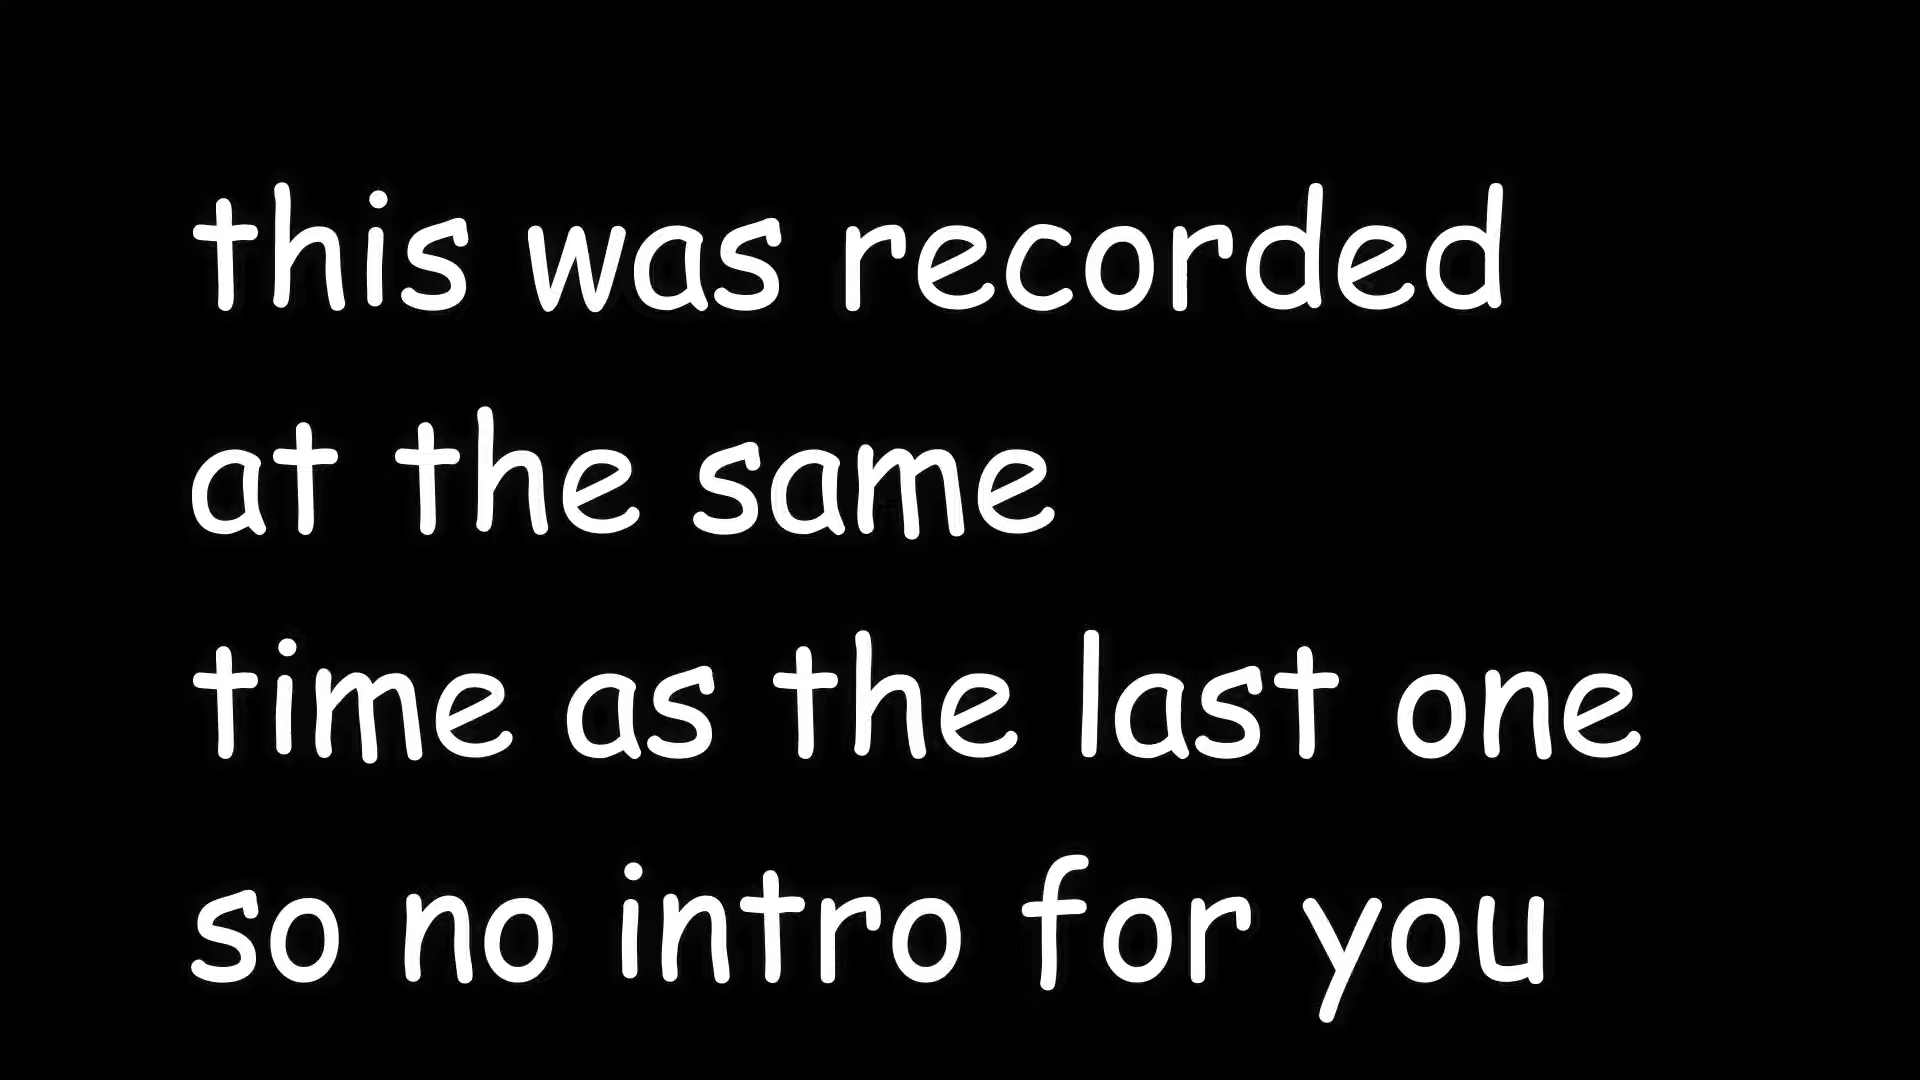 this was recorded
at the same
time as the last one
so no intro for you